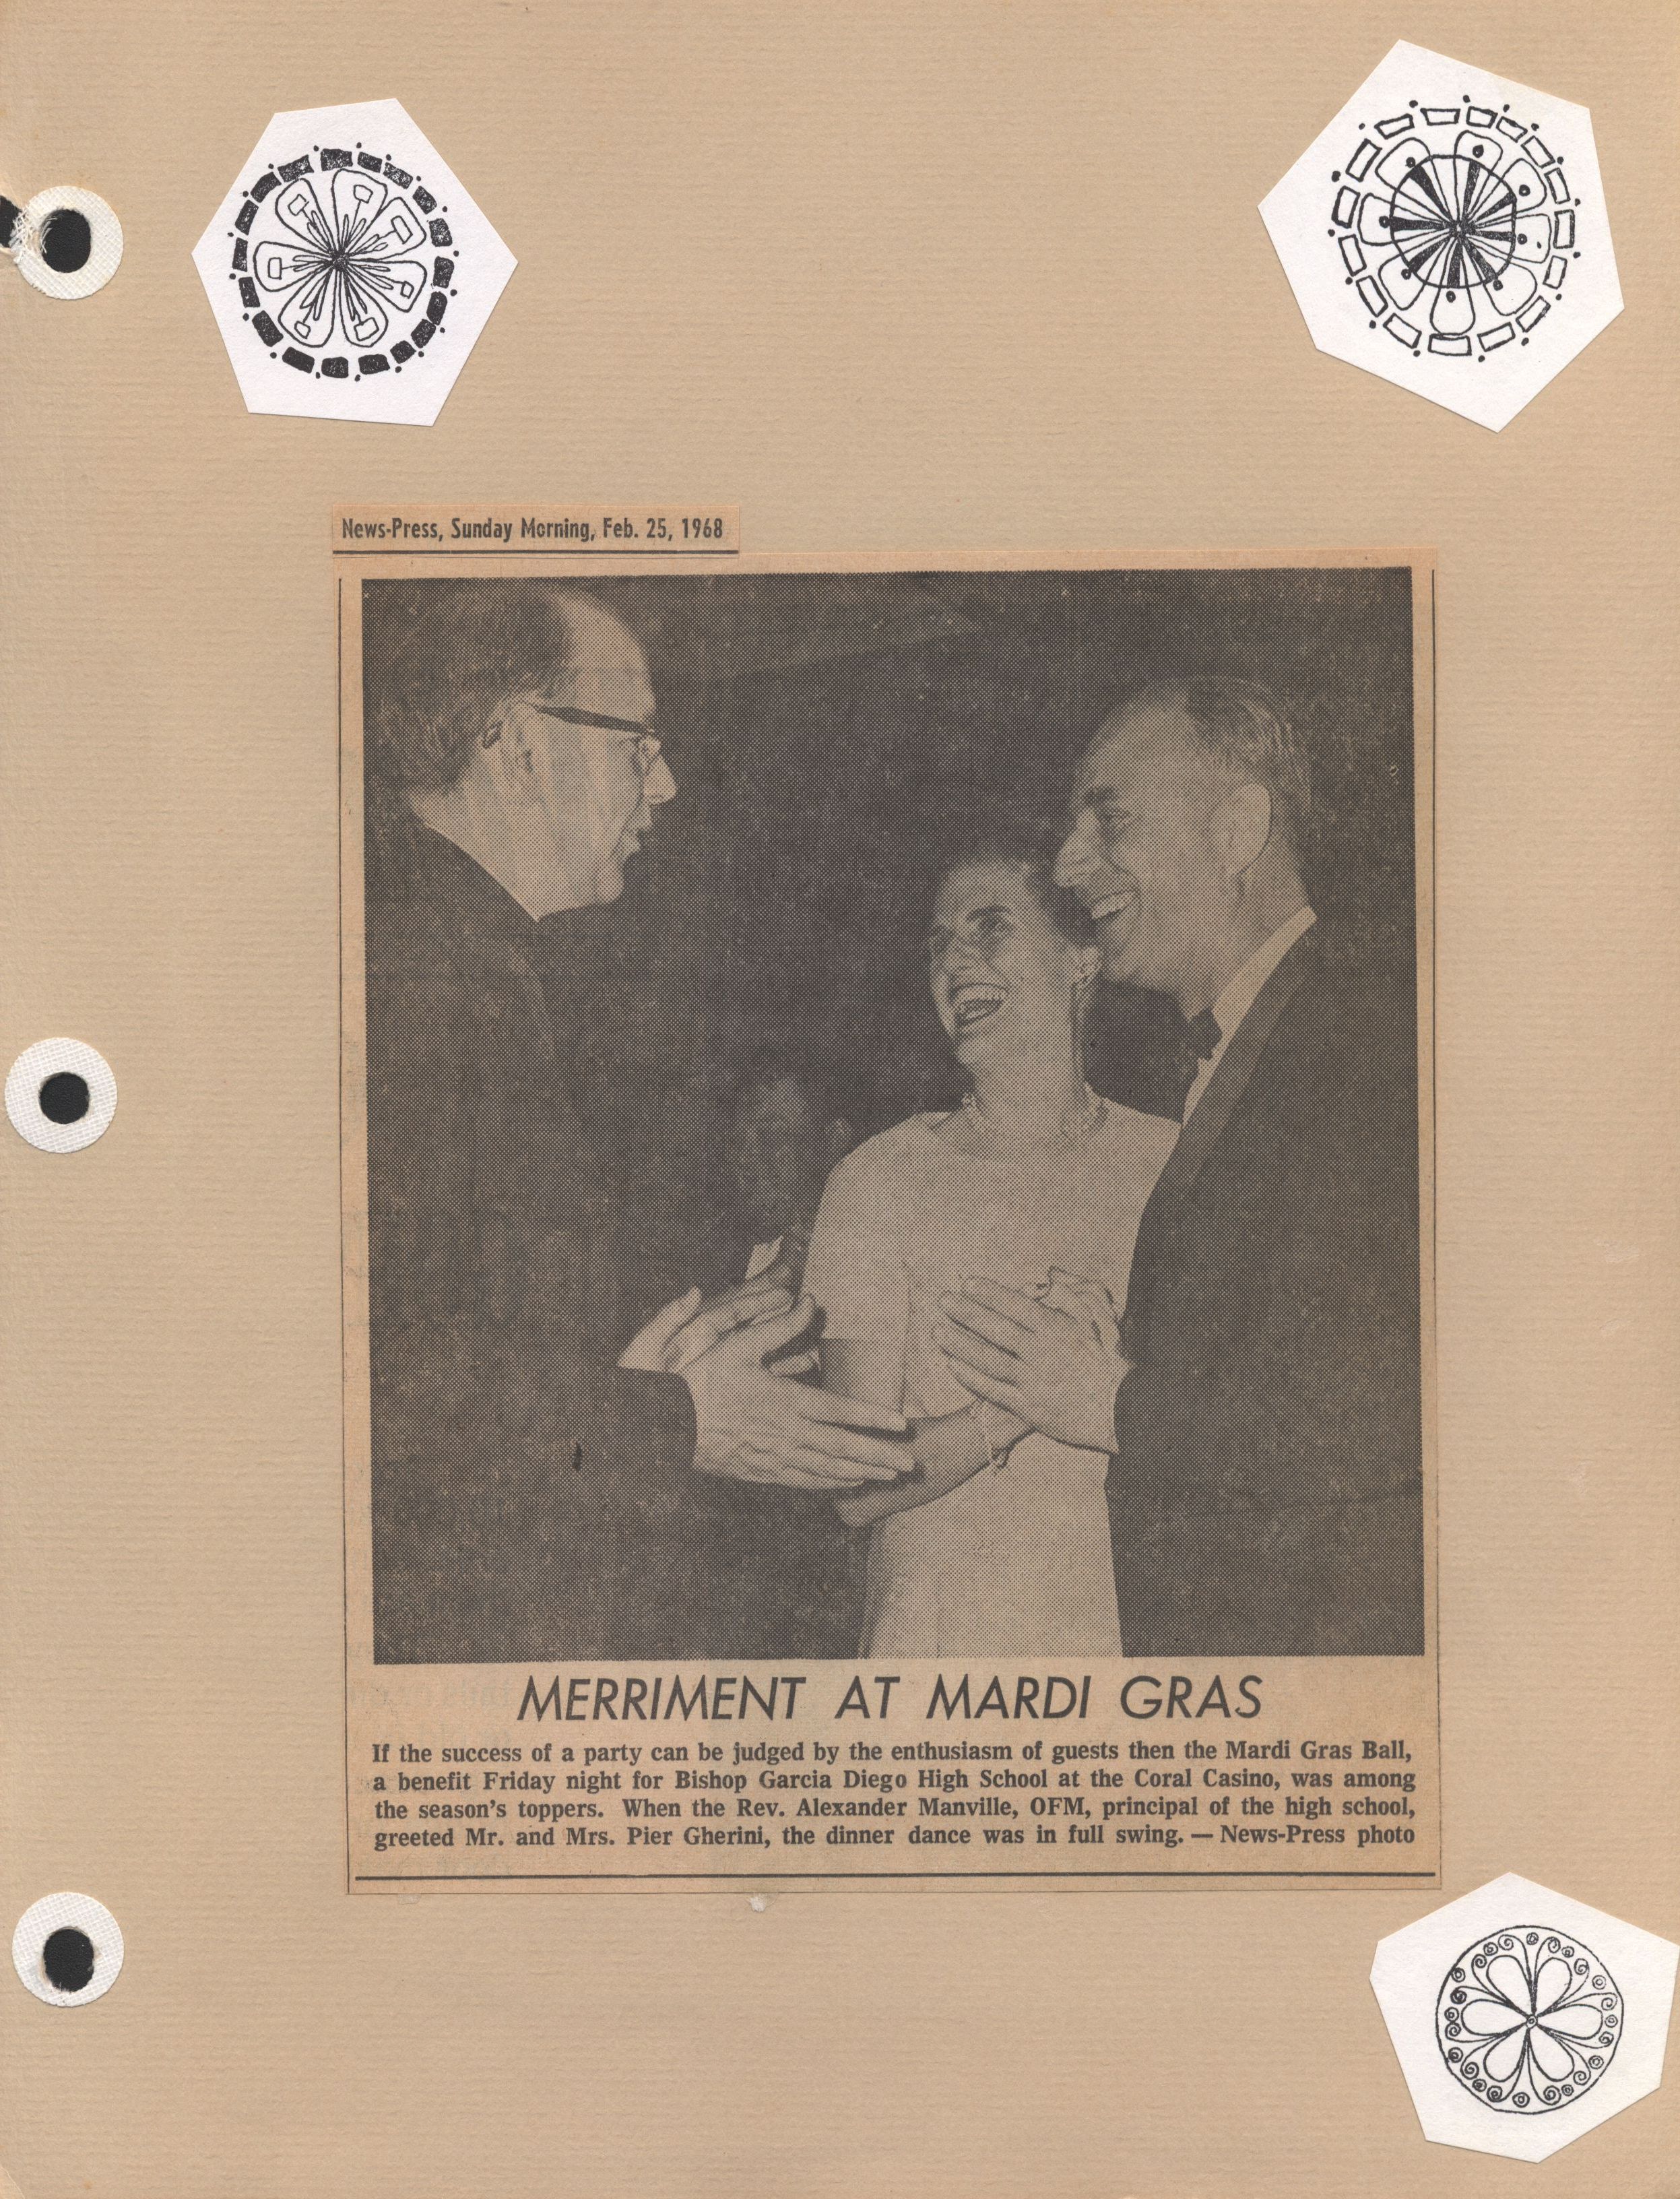 News-Press, Sunday Morning, Feb. 25, 1968
MERRIMENT AT MARDI GRAS
If the success of a party can be judged by the enthusiasm of guests then the Mardi Gras Ball,
a benefit Friday night for Bishop Garcia Diego High School at the Coral Casino, was among
the season's toppers. When the Rev. Alexander Manville, OFM, principal of the high school,
greeted Mr. and Mrs. Pier Gherini, the dinner dance was in full swing. — News-Press photo